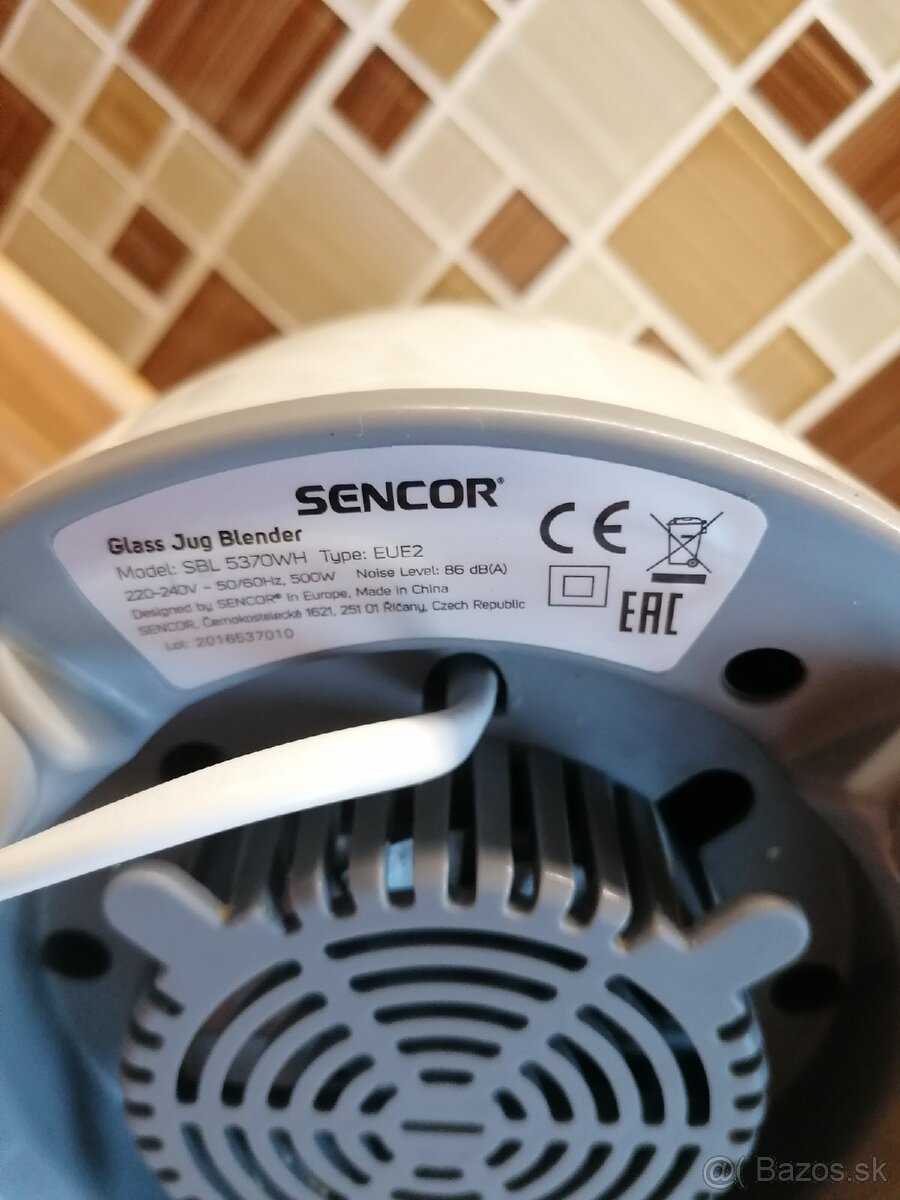 SENCOR®
Glass Jug Blender
Model: SBL 5370WH Type: EUE2
220-240V ~ 50/60Hz, 500W Noise Level: 86 dB(A)
Designed by SENCOR® in Europe, Made in China
SENCOR, Černokostelecká 1621, 251 01 Říčany, Czech Republic
Lot: 2016537010
CE
EAC
@( Bazos.sk